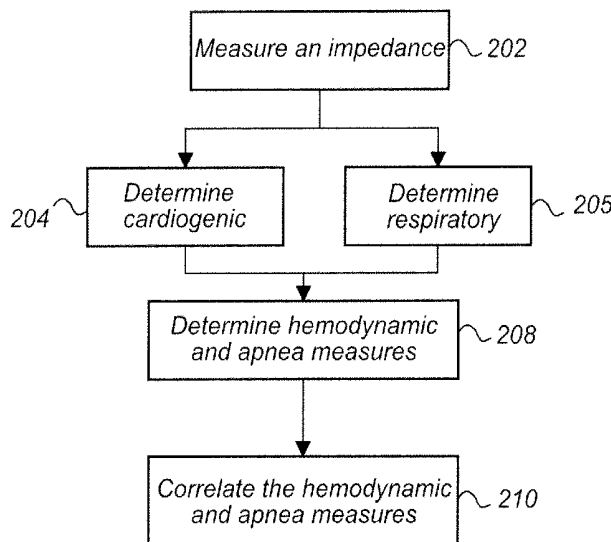 Measure an impedance
202
Determine
cardiogenic
204
Determine
respiratory
205
Determine hemodynamic
and apnea measures
208
Correlate the hemodynamic
and apnea measures
210